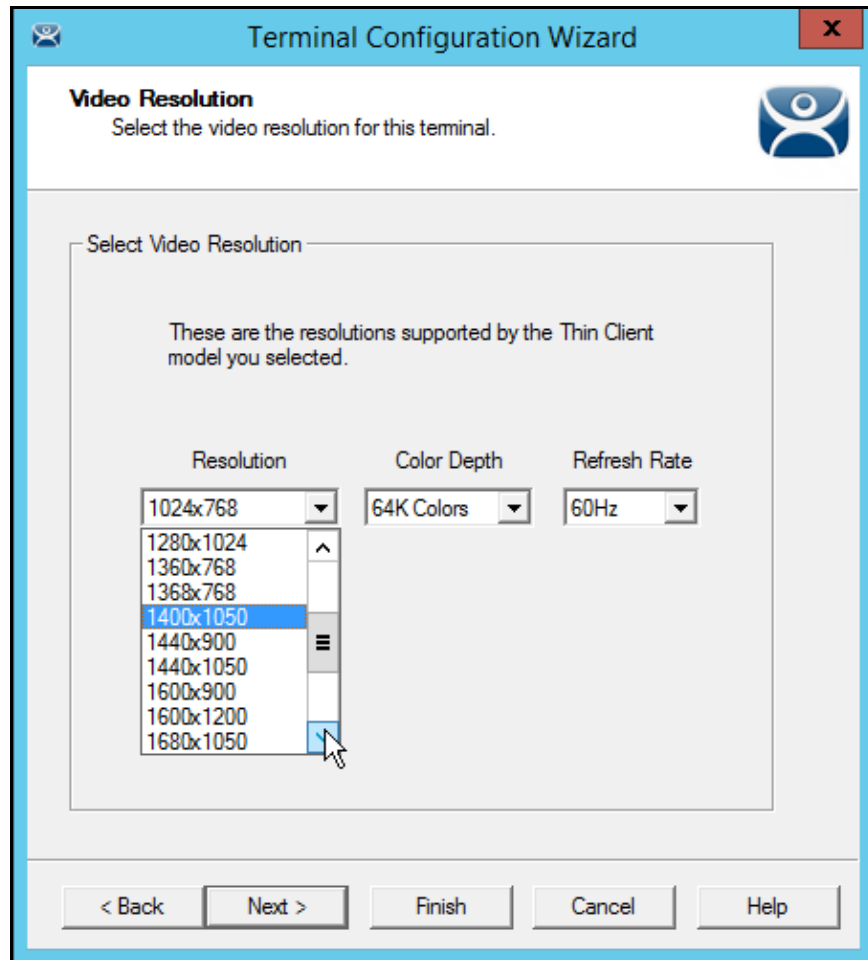 Terminal Configuration Wizard
x
Video Resolution
Select the video resolution for this terminal.
Select Video Resolution
These are the resolutions supported by the Thin Client
model you selected.
Resolution Color Depth Refresh Rate
1024x768 64K Colors 60Hz
1280x1024
1360x768
1368x768
1400x1050
1440x900
1440x1050
1600x900
1600x1200
1680x1050
< Back Next > Finish Cancel Help